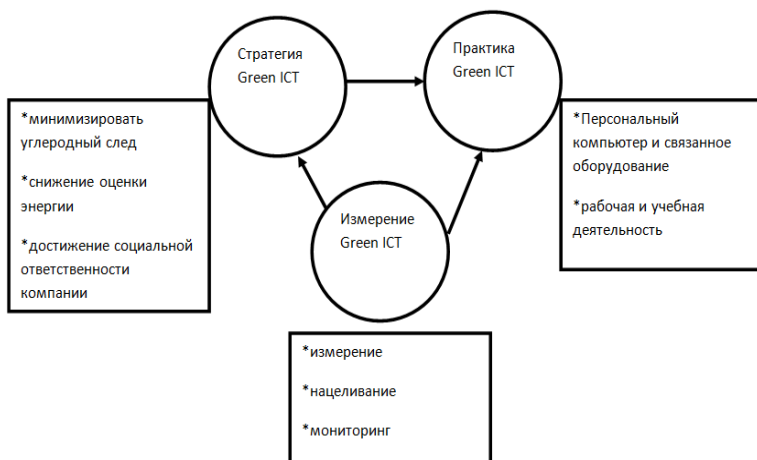 Стратегия
Green ICT
Практика
Green ICT
*минимизировать
углеродный след
*снижение оценки
энергии
*достижение социальной
ответственности
компании
*Персональный
компьютер и связанное
оборудование
*рабочая и учебная
деятельность
Измерение
Green ICT
*измерение
*нацеливание
*мониторинг